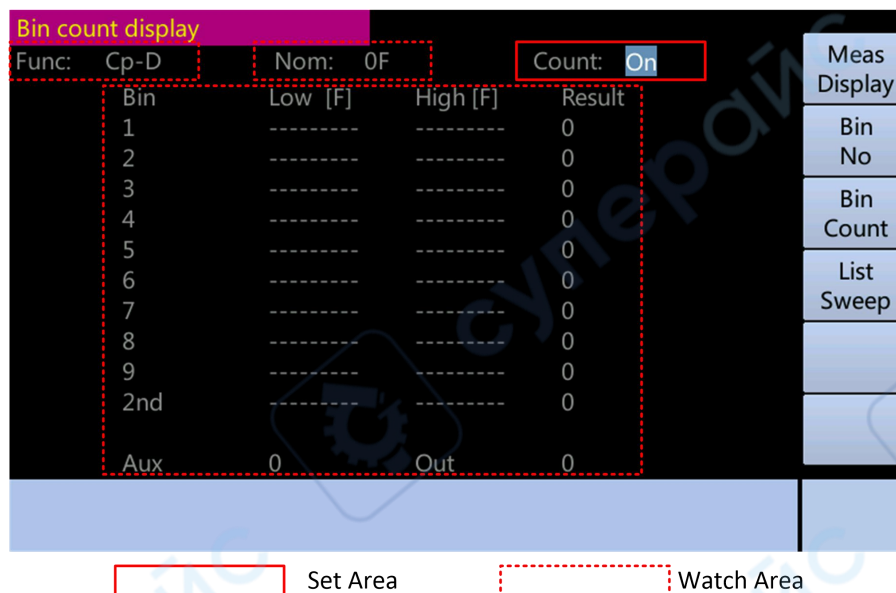 Bin count display
Func: Cp-D Nom: 0F Count: On
Bin Low [F] High [F] Result
1 --------- --------- 0
2 --------- --------- 0
3 --------- --------- 0
4 --------- --------- 0
5 --------- --------- 0
6 --------- --------- 0
7 --------- --------- 0
8 --------- --------- 0
9 --------- --------- 0
2nd --------- --------- 0
Aux 0 Out 0
Meas
Display
Bin
No
Bin
Count
List
Sweep
Set Area Watch Area
суперайс